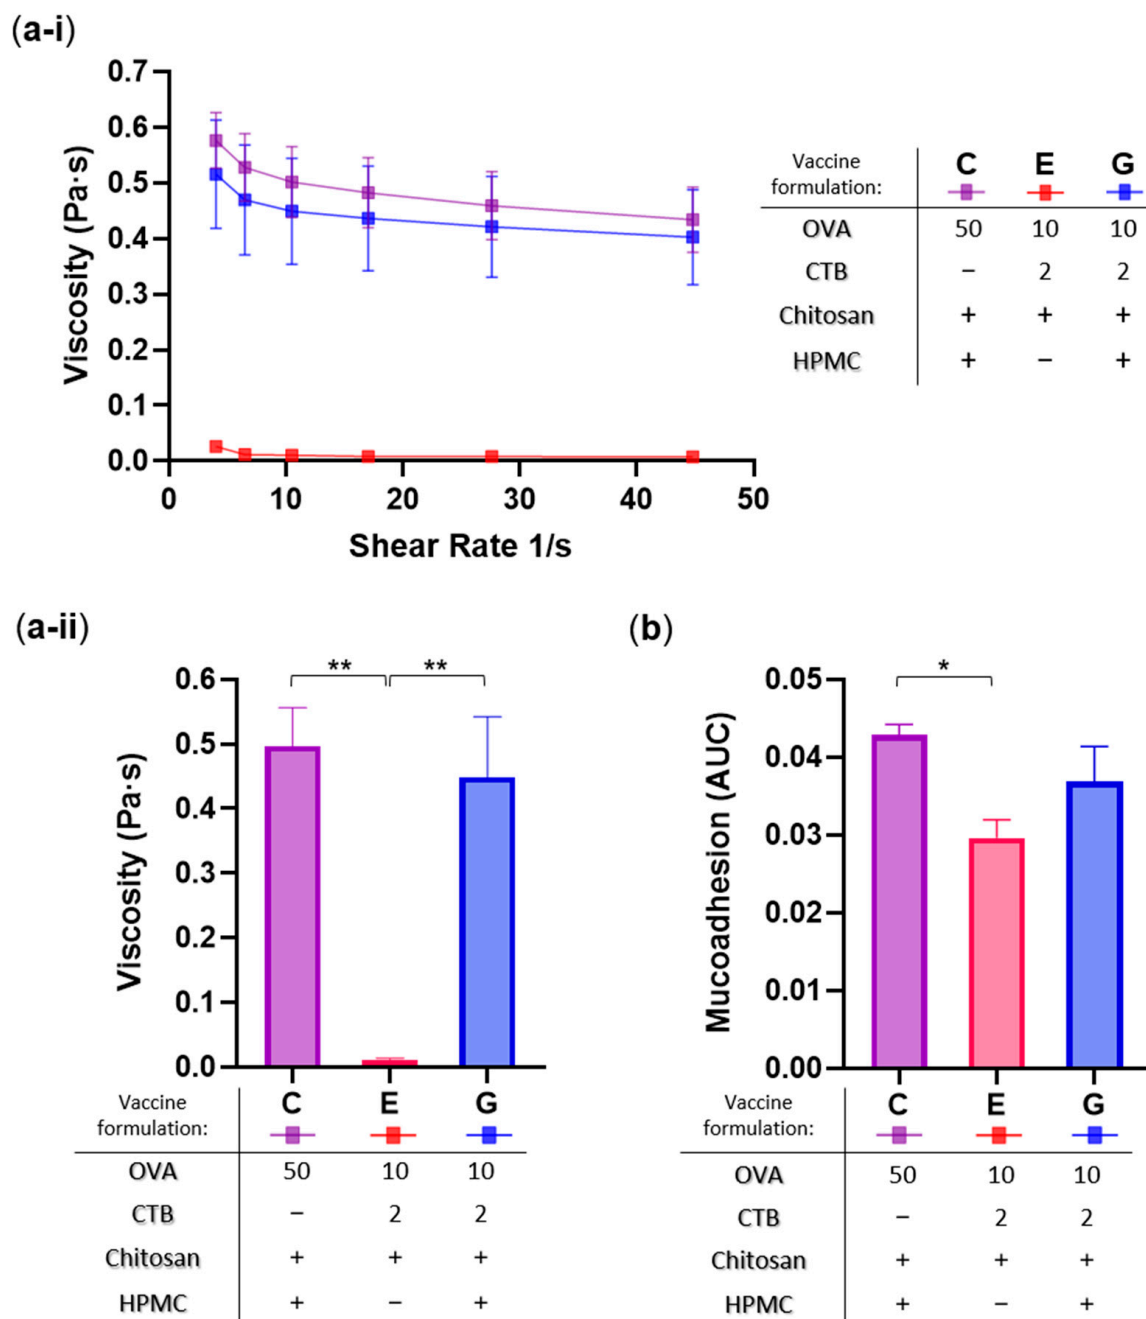 (a-i)
0.7
0.6
0.5
0.4
0.3
0.2
0.1
0.0
Viscosity (Pa·s)
0 10 20 30 40 50
Shear Rate 1/s
Vaccine formulation: C E G
OVA 50 10 10
CTB – 2 2
Chitosan + + +
HPMC + – +
(a-ii)
** **
0.6
0.5
0.4
0.3
0.2
0.1
0.0
Viscosity (Pa·s)
Vaccine formulation: C E G
OVA 50 10 10
CTB – 2 2
Chitosan + + +
HPMC + – +
(b)
*
0.05
0.04
0.03
0.02
0.01
0.00
Mucoadhesion (AUC)
Vaccine formulation: C E G
OVA 50 10 10
CTB – 2 2
Chitosan + + +
HPMC + – +